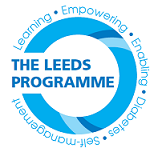 Learning • Empowering • Enabling • Diabetes • Self-management
THE LEEDS
PROGRAMME